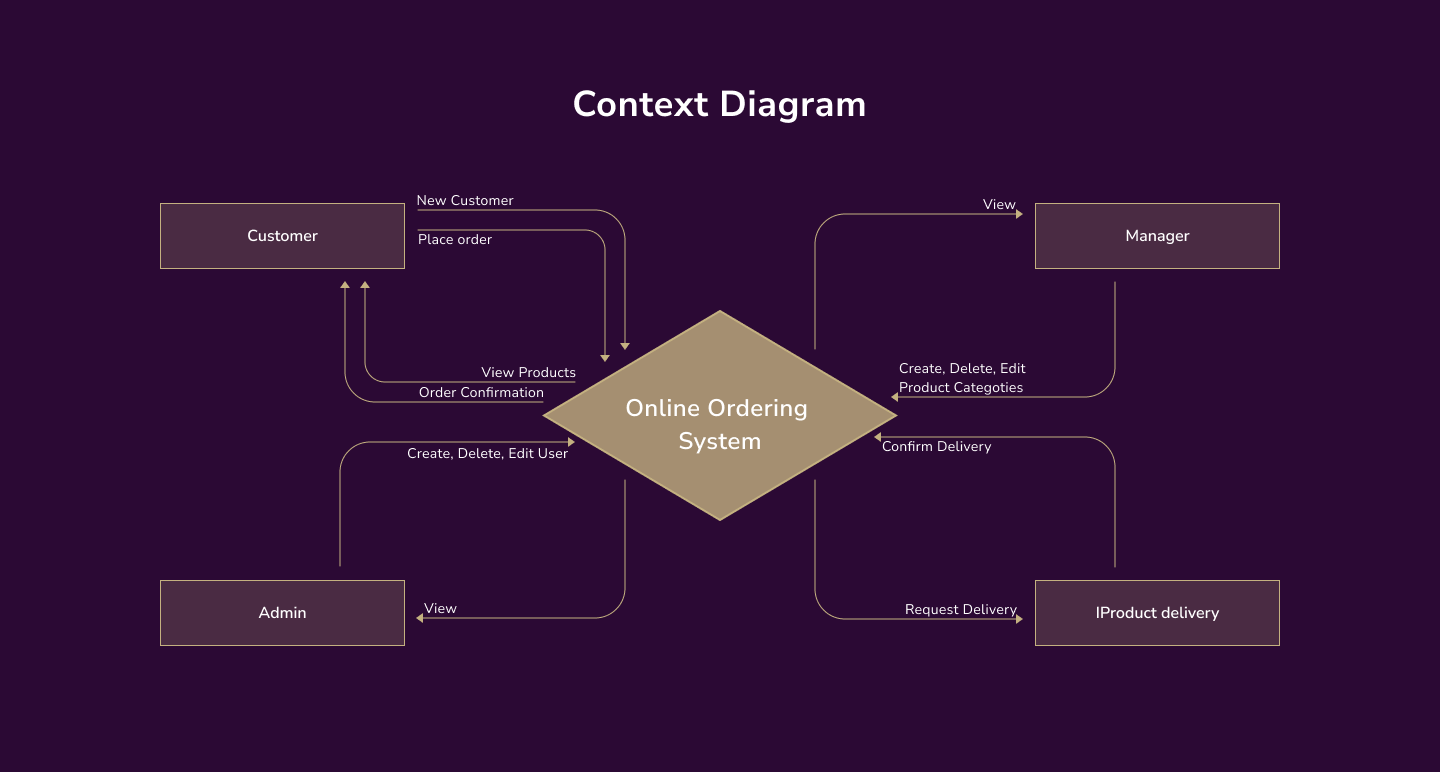 Context Diagram
New Customer
View
Customer
Manager
Place order
Create, Delete, Edit
View Products
Product Categoties
Order Confirmation
Online Ordering
System
Confirm Delivery
Create, Delete, Edit User
View
Request Delivery
Admin
IProduct delivery